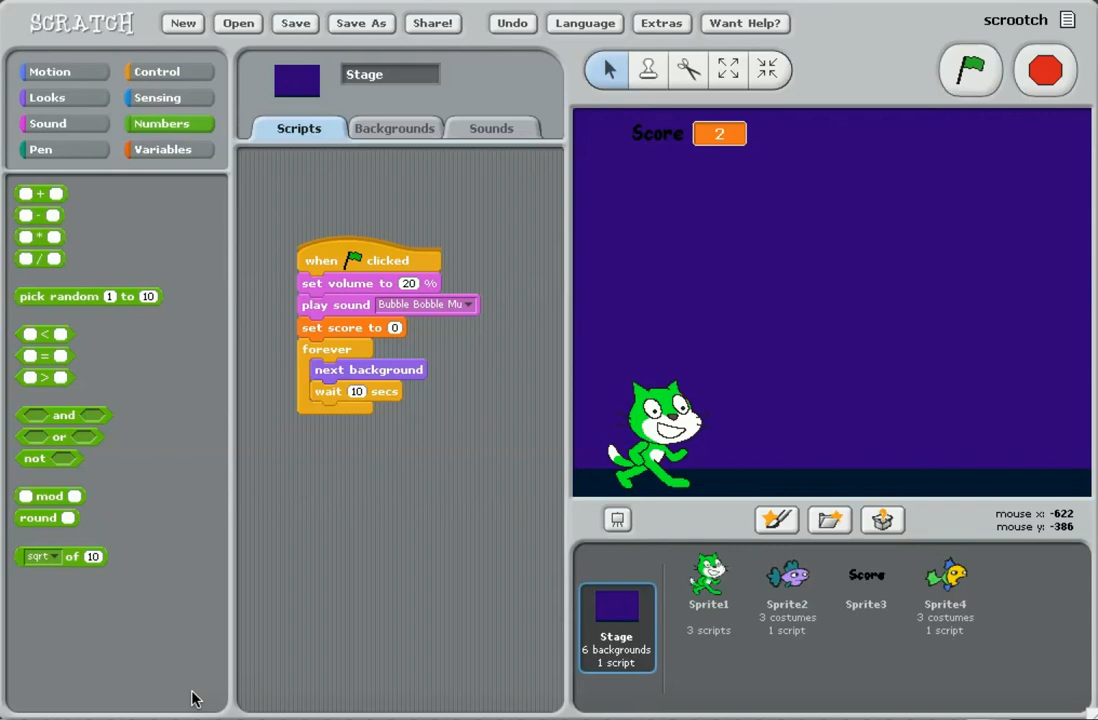 SCRATCH
New
Open
Save
Save As
Share!
Undo
Language
Extras
Want Help?
scrootch
Motion
Control
Looks
Sensing
Sound
Numbers
Pen
Variables
+
-
*
/
pick random 1 to 10
<
=
>
and
or
not
mod
round
sqrt of 10
Stage
Scripts
Backgrounds
Sounds
when clicked
set volume to 20 %
play sound Bubble Bobble Mu
set score to 0
forever
next background
wait 10 secs
Score 2
mouse x: -622
mouse y: -386
Stage
6 backgrounds
1 script
Sprite1
3 scripts
Sprite2
3 costumes
1 script
Score
Sprite3
Sprite4
3 costumes
1 script